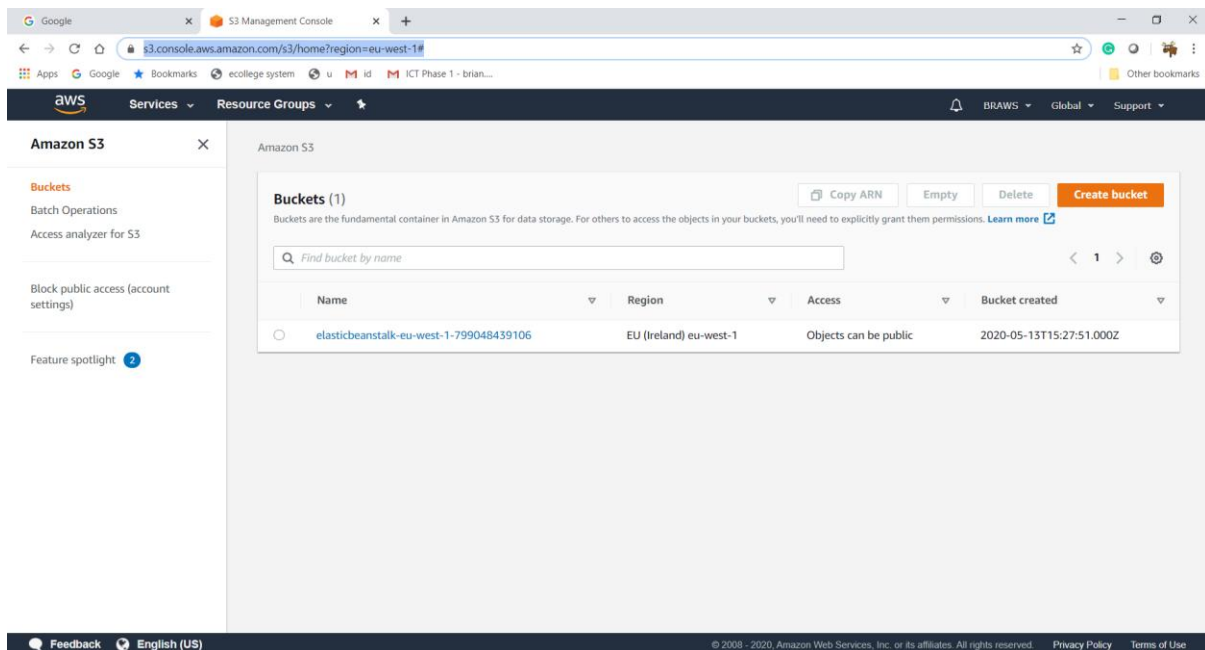 Google
S3 Management Console
s3.console.aws.amazon.com/s3/home?region=eu-west-1#
Apps Google Bookmarks ecollege system u id ICT Phase 1 - brian.... Other bookmarks
aws Services Resource Groups BRAWS Global Support
Amazon S3
Buckets
Batch Operations
Access analyzer for S3
Block public access (account
settings)
Feature spotlight 2
Amazon S3
Buckets (1) Copy ARN Empty Delete Create bucket
Buckets are the fundamental container in Amazon S3 for data storage. For others to access the objects in your buckets, you'll need to explicitly grant them permissions. Learn more
Find bucket by name 1
Name Region Access Bucket created
elasticbeanstalk-eu-west-1-799048439106 EU (Ireland) eu-west-1 Objects can be public 2020-05-13T15:27:51.000Z
Feedback English (US) © 2008 - 2020, Amazon Web Services, Inc. or its affiliates. All rights reserved. Privacy Policy Terms of Use